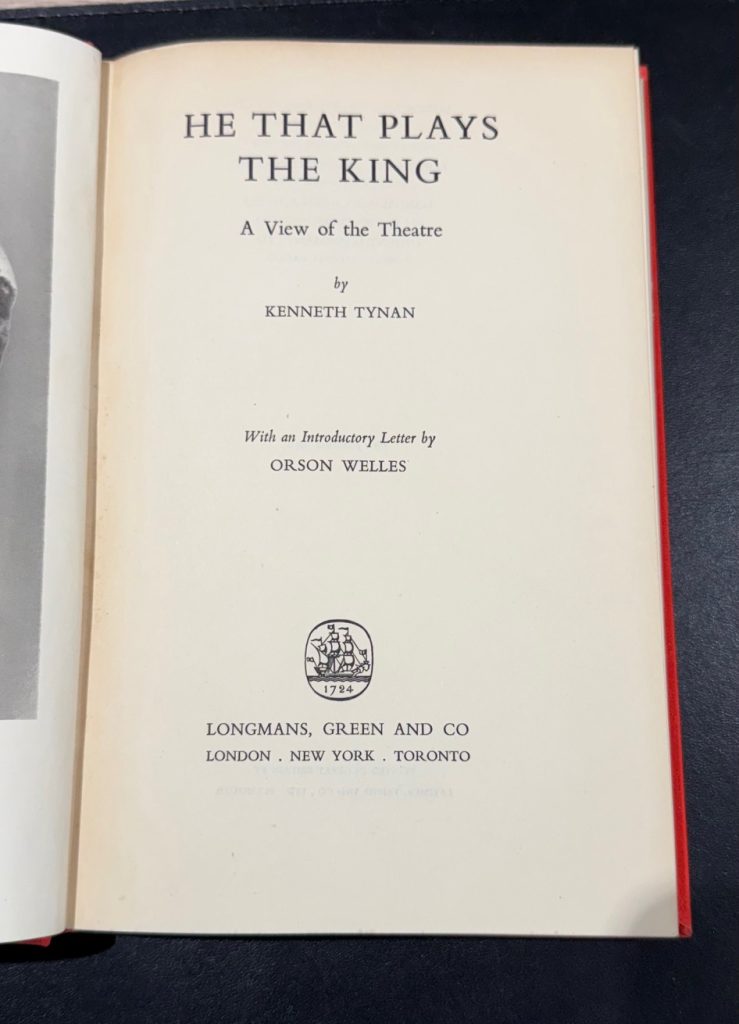 HE THAT PLAYS
THE KING
A View of the Theatre
by
KENNETH TYNAN
With an Introductory Letter by
ORSON WELLES
1724
LONGMANS, GREEN AND CO
LONDON . NEW YORK . TORONTO